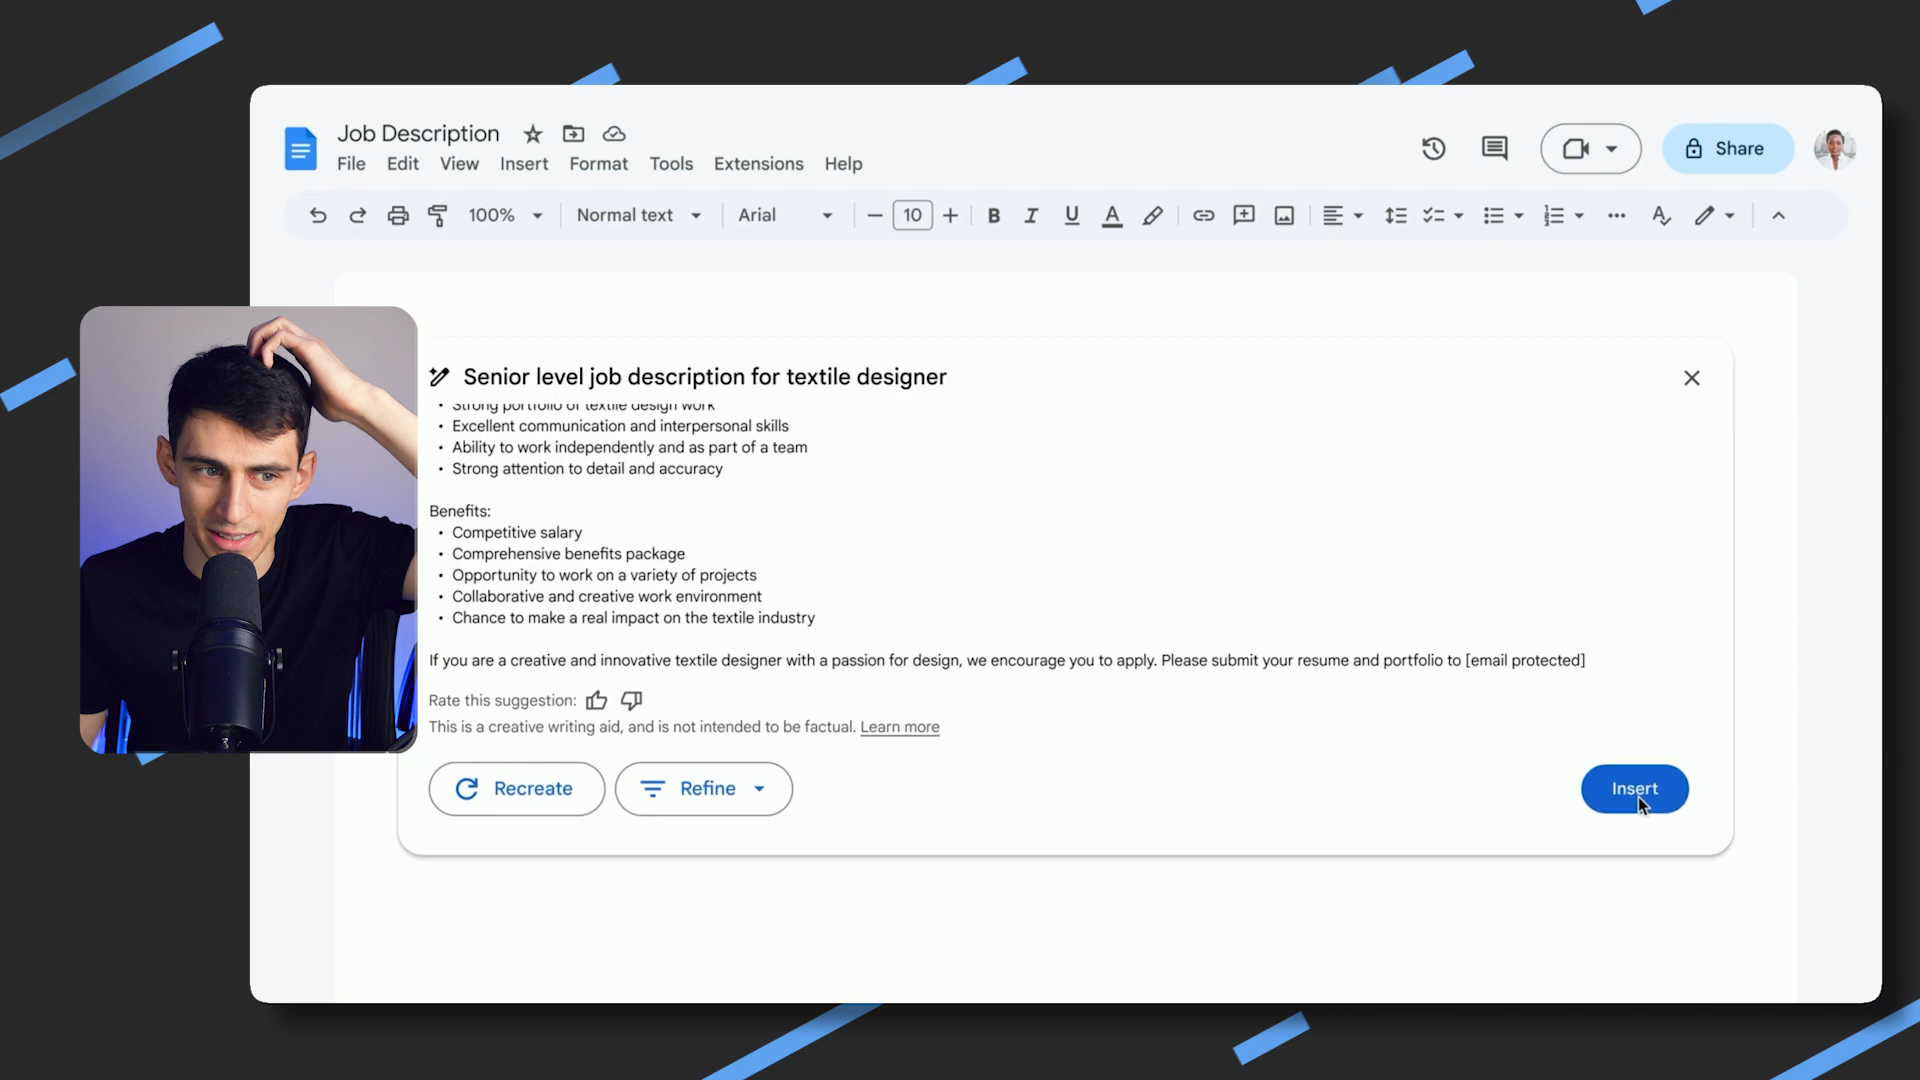 Job Description
File Edit View Insert Format Tools Extensions Help
Share
100% Normal text Arial 10 B I U A
Senior level job description for textile designer
• Strong portfolio of textile design work
• Excellent communication and interpersonal skills
• Ability to work independently and as part of a team
• Strong attention to detail and accuracy
Benefits:
• Competitive salary
• Comprehensive benefits package
• Opportunity to work on a variety of projects
• Collaborative and creative work environment
• Chance to make a real impact on the textile industry
If you are a creative and innovative textile designer with a passion for design, we encourage you to apply. Please submit your resume and portfolio to [email protected]
Rate this suggestion:
This is a creative writing aid, and is not intended to be factual. Learn more
Recreate Refine Insert